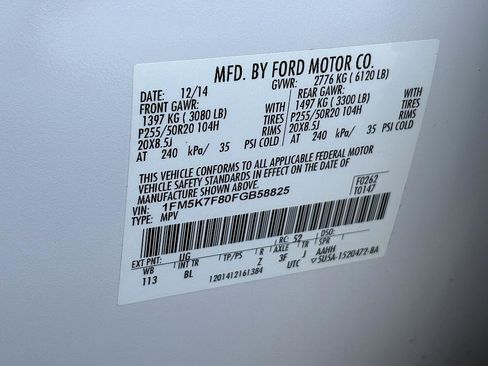 MFD. BY FORD MOTOR CO.
DATE: 12/14 GVWR: 2776 KG ( 6120 LB)
FRONT GAWR: REAR GAWR:
1397 KG ( 3080 LB) WITH 1497 KG ( 3300 LB) WITH
P255/50R20 104H TIRES P255/50R20 104H TIRES
20X8.5J RIMS 20X8.5J RIMS
AT 240 kPa/ 35 PSI COLD AT 240 kPa/ 35 PSI COLD
THIS VEHICLE CONFORMS TO ALL APPLICABLE FEDERAL MOTOR
VEHICLE SAFETY STANDARDS IN EFFECT ON THE DATE OF
MANUFACTURE SHOWN ABOVE.
VIN: 1FM5K7F80FGB58825 F0262
TYPE: MPV T0147
EXT PNT: UG RC: 52 DSO:
WB INT TR TP/PS R AXLE TR SPR
113 BL Z 3F J AAHH
1201412161384 UTC 5U5A-1520472-BA